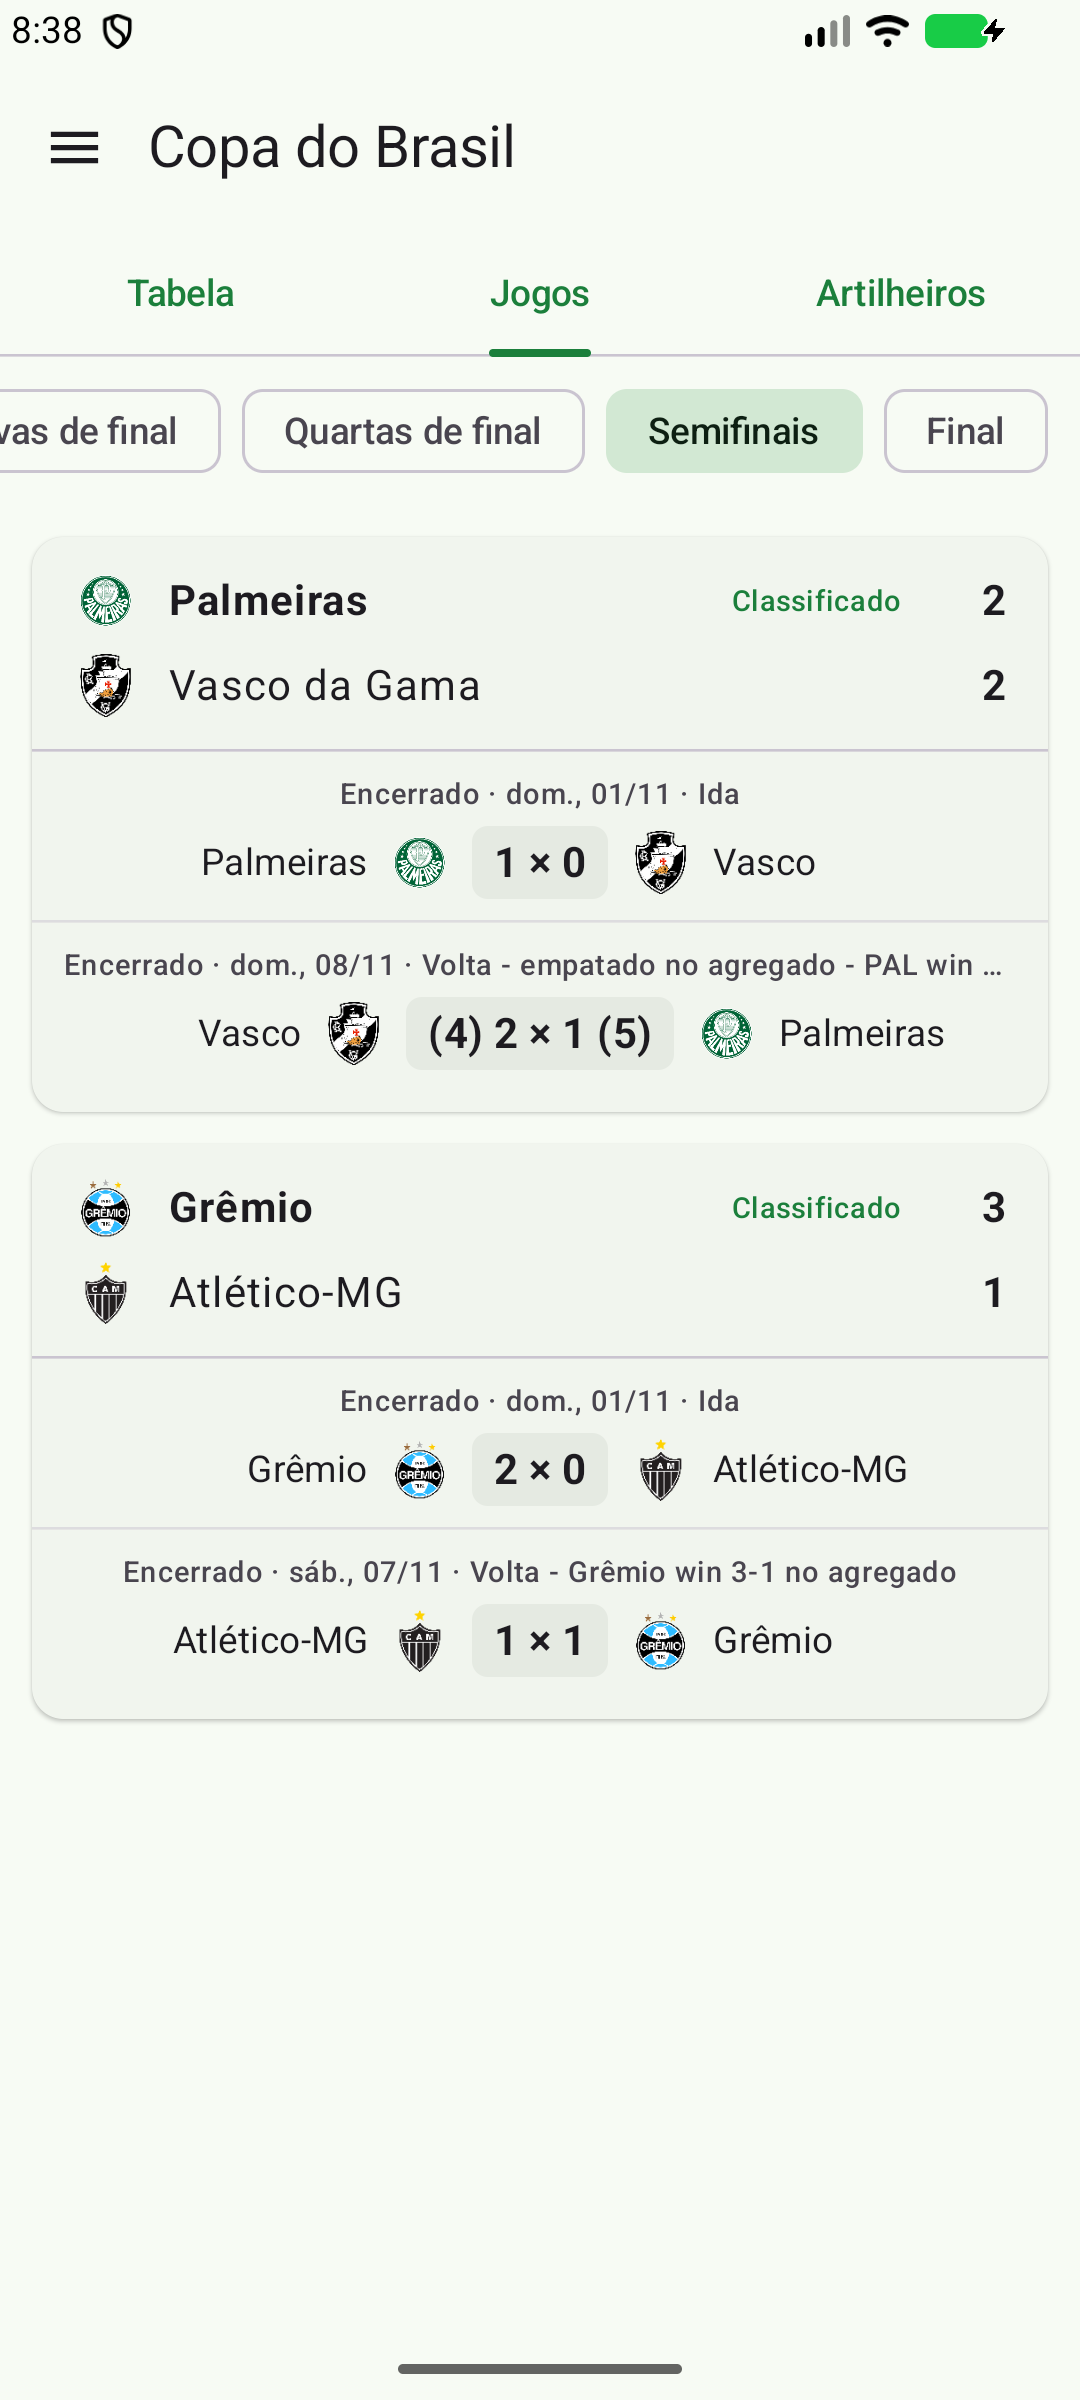 8:38
Copa do Brasil
Tabela
Jogos
Artilheiros
vas de final
Quartas de final
Semifinais
Final
Palmeiras
Classificado
2
Vasco da Gama
2
Encerrado · dom., 01/11 · Ida
Palmeiras
1 × 0
Vasco
Encerrado · dom., 08/11 · Volta - empatado no agregado - PAL win ...
Vasco
(4) 2 × 1 (5)
Palmeiras
Grêmio
Classificado
3
Atlético-MG
1
Encerrado · dom., 01/11 · Ida
Grêmio
2 × 0
Atlético-MG
Encerrado · sáb., 07/11 · Volta - Grêmio win 3-1 no agregado
Atlético-MG
1 × 1
Grêmio